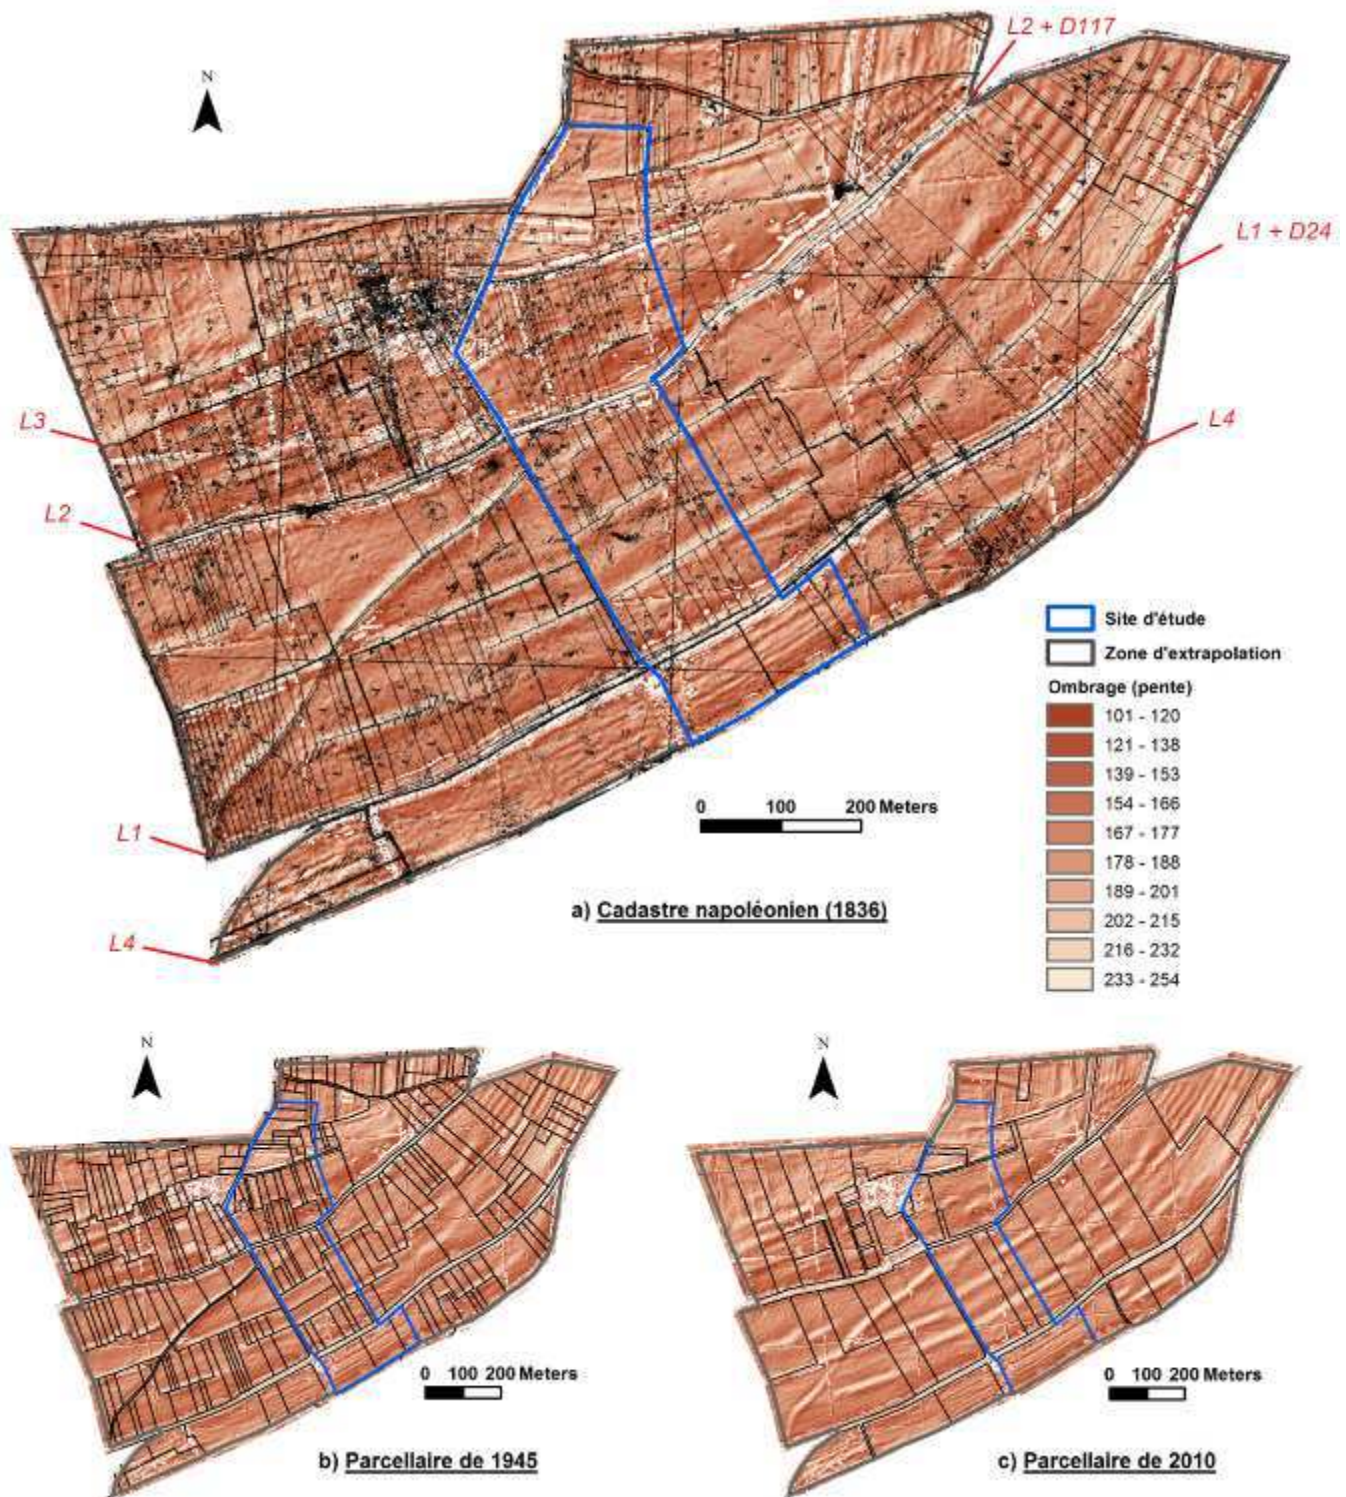 L2 + D117
N
L1 + D24
L3
L4
L2
Site d'étude
Zone d'extrapolation
Ombrage (pente)
101 - 120
121 - 138
139 - 153
154 - 166
167 - 177
178 - 188
189 - 201
202 - 215
216 - 232
233 - 254
0 100 200 Meters
L1
a) Cadastre napoléonien (1836)
L4
N
N
0 100 200 Meters
0 100 200 Meters
b) Parcellaire de 1945
c) Parcellaire de 2010